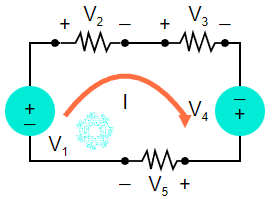 + V2 – + V3 –
I
+
–
V1
V4
–
+
– V5 +